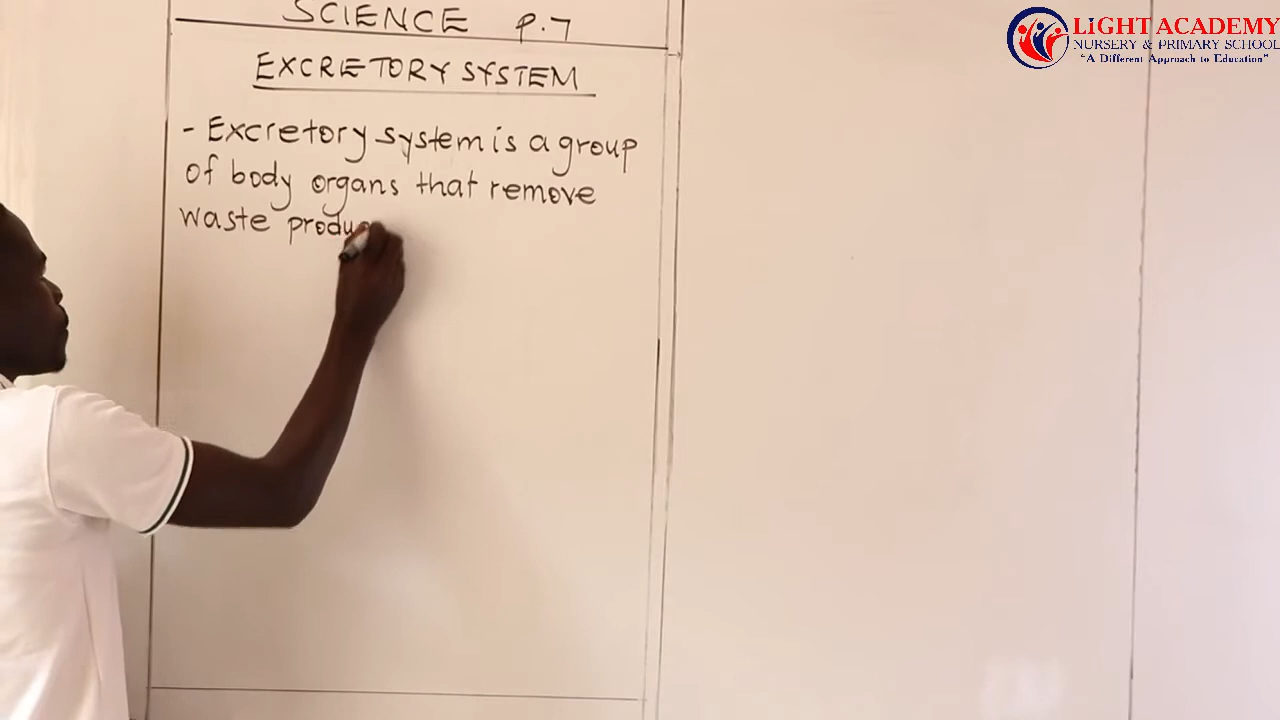 SCIENCE P.7
EXCRETORY SYSTEM
- Excretory system is a group
of body organs that remove
waste produ
LIGHT ACADEMY
NURSERY & PRIMARY SCHOOL
"A Different Approach to Education"